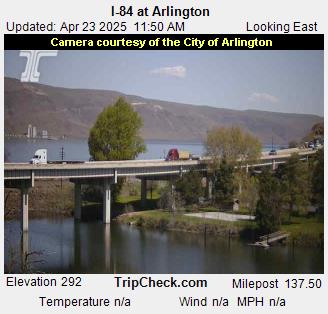 I-84 at Arlington
Updated: Apr 23 2025 11:50 AM Looking East
Camera courtesy of the City of Arlington
Elevation 292 TripCheck.com Milepost 137.50
Temperature n/a Wind n/a MPH n/a